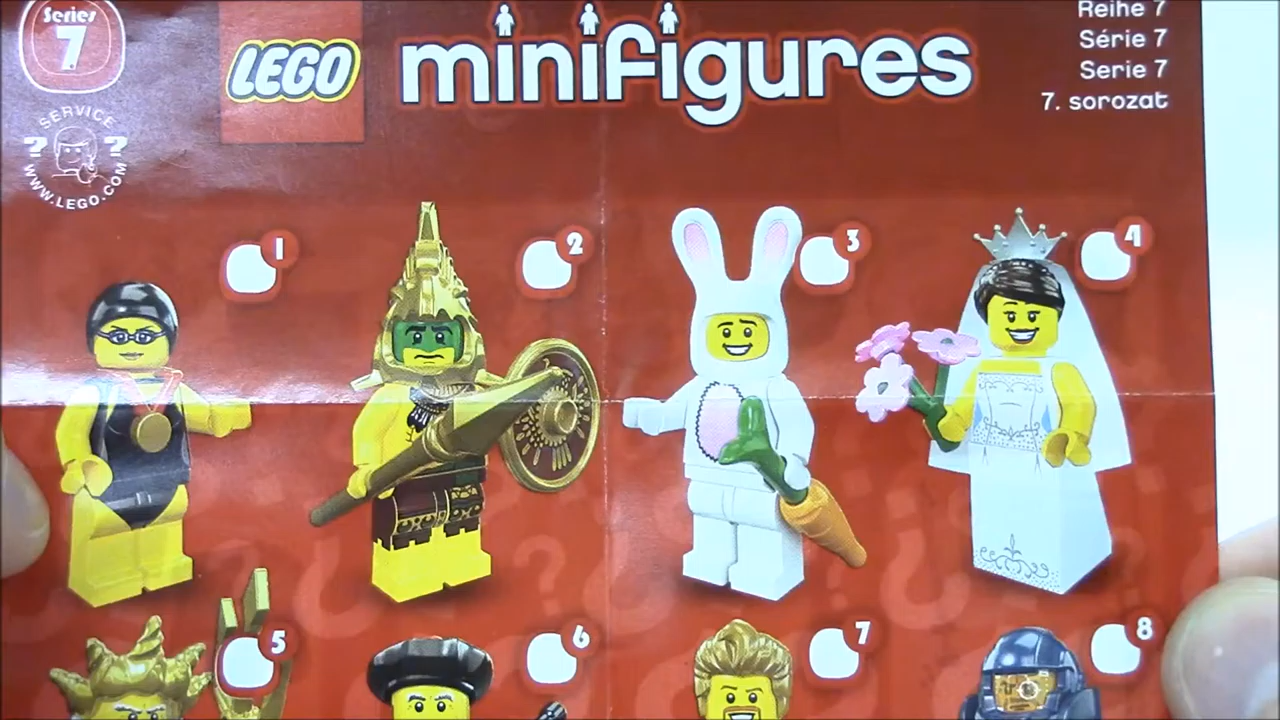 Series
7
LEGO
minifigures
Reihe 7
Série 7
Serie 7
7. sorozat
SERVICE
? ?
WWW.LEGO.COM
1
2
3
4
5
6
7
8